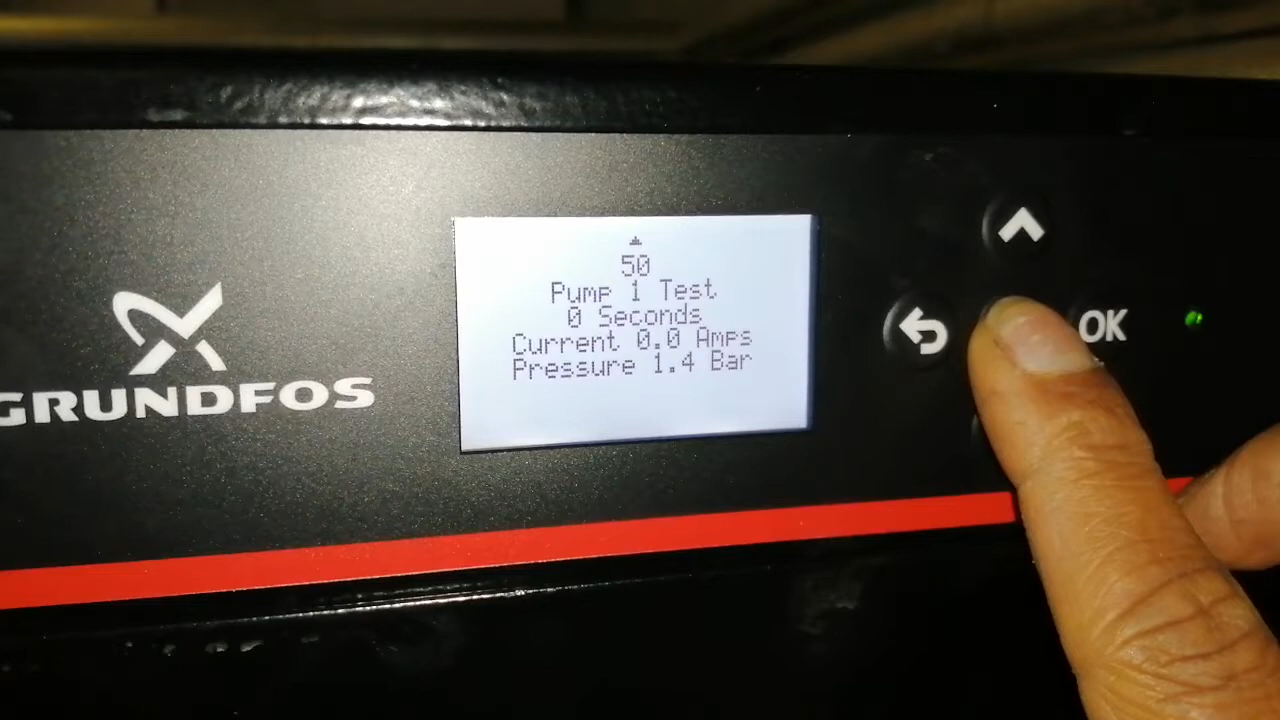 50
Pump 1 Test
0 Seconds
Current 0.0 Amps
Pressure 1.4 Bar
GRUNDFOS
OK